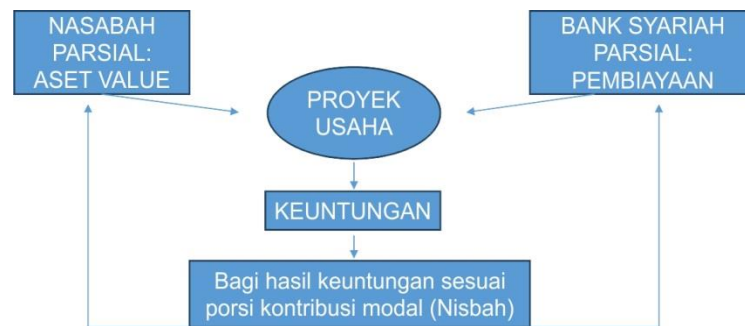 NASABAH
PARSIAL:
ASET VALUE
BANK SYARIAH
PARSIAL:
PEMBIAYAAN
PROYEK
USAHA
KEUNTUNGAN
Bagi hasil keuntungan sesuai
porsi kontribusi modal (Nisbah)